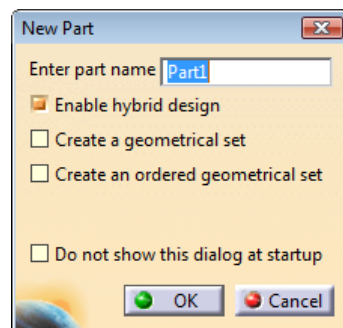 New Part
Enter part name Part1
Enable hybrid design
Create a geometrical set
Create an ordered geometrical set
Do not show this dialog at startup
OK Cancel